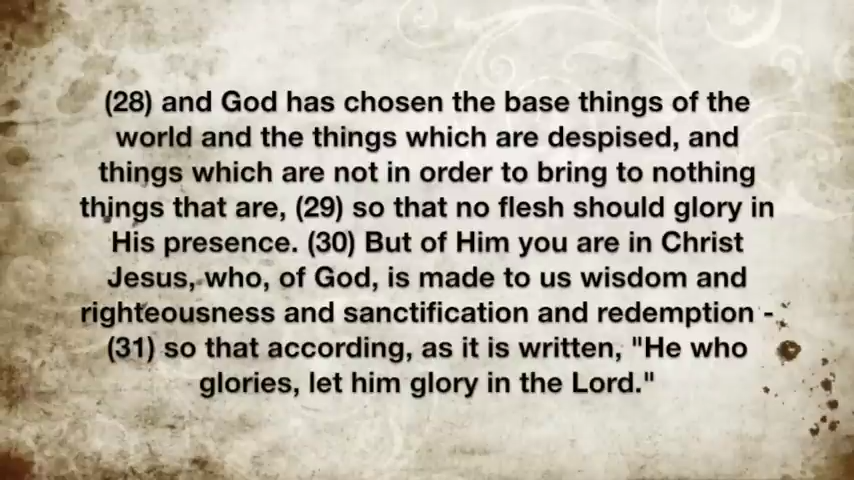 (28) and God has chosen the base things of the
world and the things which are despised, and
things which are not in order to bring to nothing
things that are, (29) so that no flesh should glory in
His presence. (30) But of Him you are in Christ
Jesus, who, of God, is made to us wisdom and
righteousness and sanctification and redemption -
(31) so that according, as it is written, "He who
glories, let him glory in the Lord."